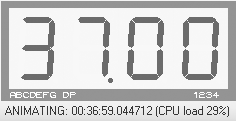 37.00
ABCDEFG DP 1234
ANIMATING: 00:36:59.044712 (CPU load 29%)